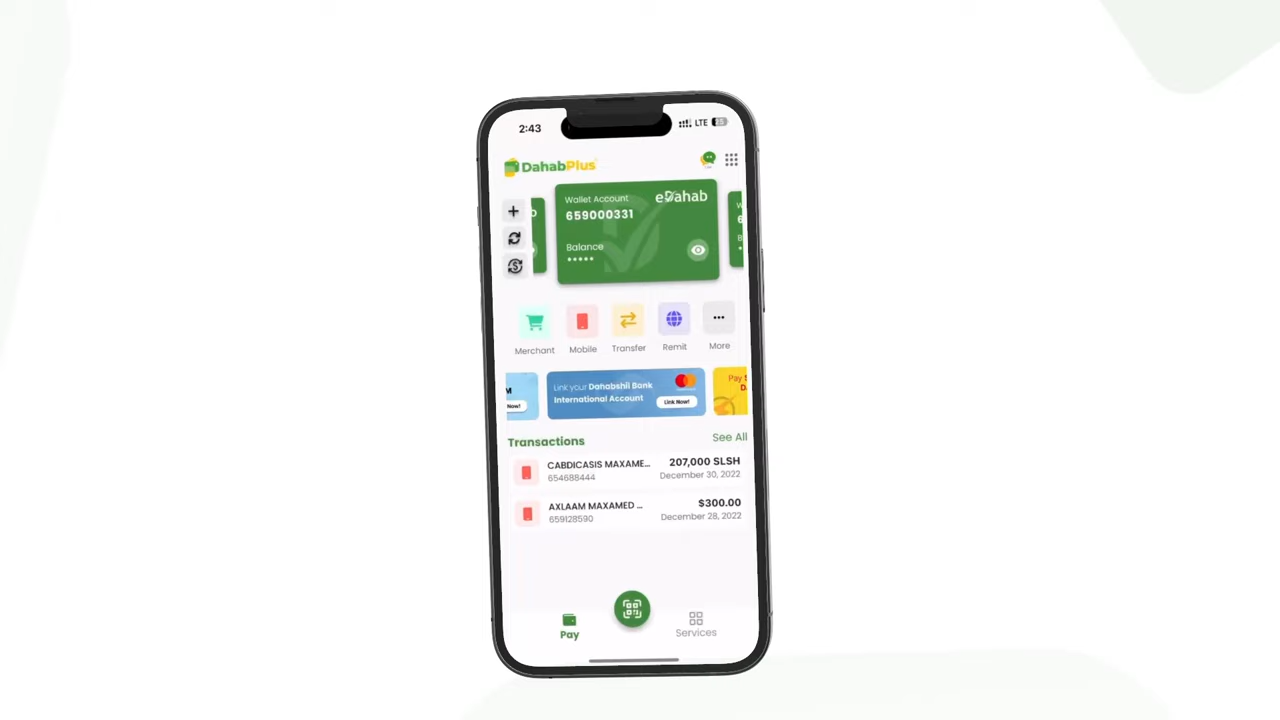 2:43
LTE
DahabPlus
Wallet Account
eDahab
659000331
Balance
*****
Merchant
Mobile
Transfer
Remit
More
Now!
Link your Dahabshil Bank
International Account
Link Now!
Pay
Transactions
See All
CABDICASIS MAXAME...
207,000 SLSH
654688444
December 30, 2022
AXLAAM MAXAMED ...
$300.00
659128590
December 28, 2022
Pay
Services